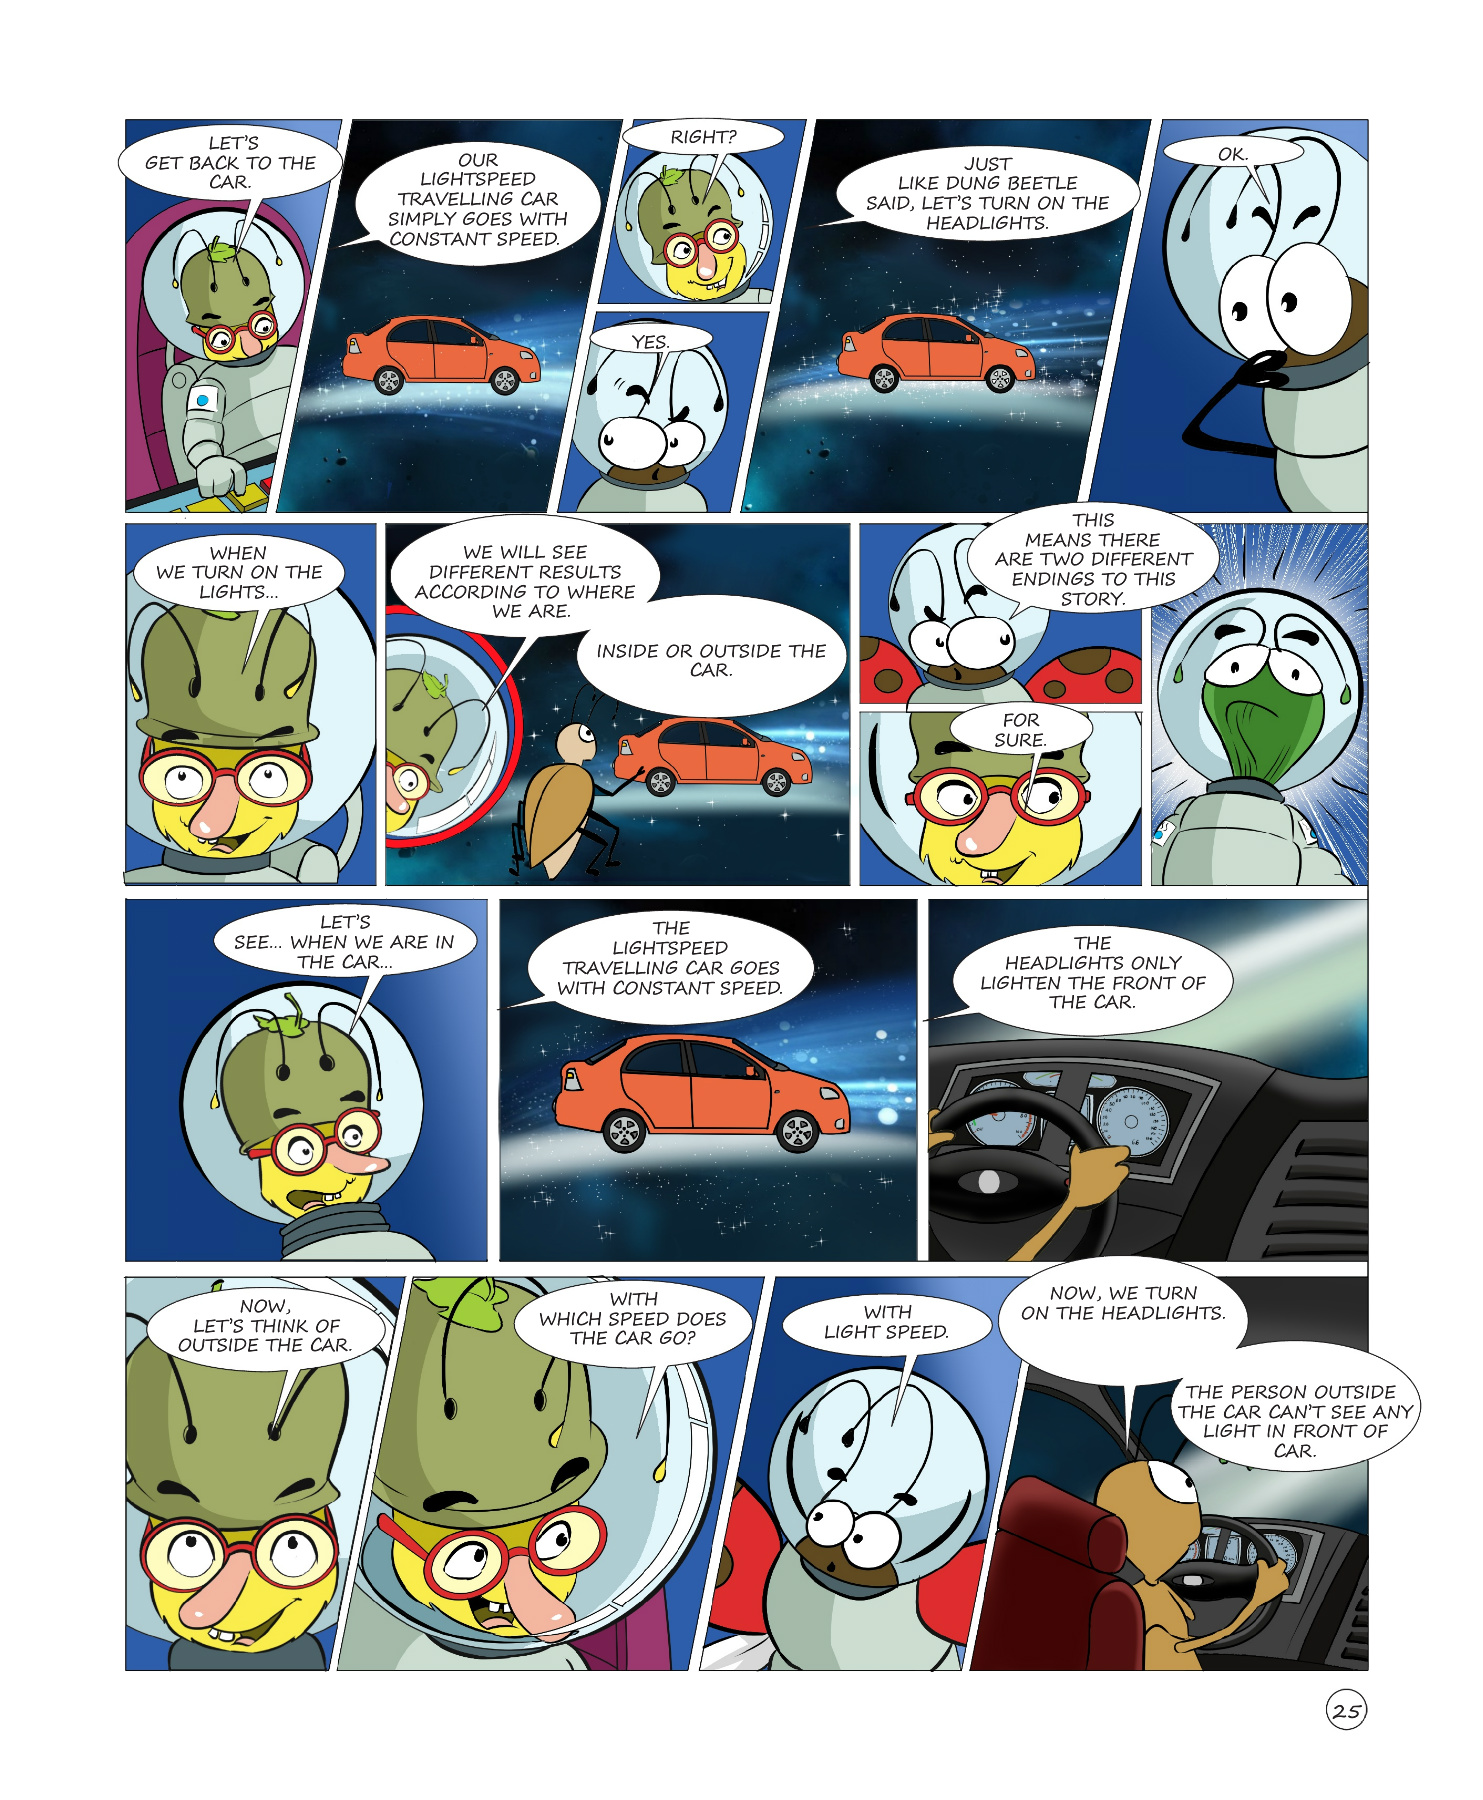 LET'S
GET BACK TO THE
CAR.
OUR
LIGHTSPEED
TRAVELLING CAR
SIMPLY GOES WITH
CONSTANT SPEED.
RIGHT?
YES.
JUST
LIKE DUNG BEETLE
SAID, LET'S TURN ON THE
HEADLIGHTS.
OK.
WHEN
WE TURN ON THE
LIGHTS...
WE WILL SEE
DIFFERENT RESULTS
ACCORDING TO WHERE
WE ARE.
INSIDE OR OUTSIDE THE
CAR.
THIS
MEANS THERE
ARE TWO DIFFERENT
ENDINGS TO THIS
STORY.
FOR
SURE.
LET'S
SEE... WHEN WE ARE IN
THE CAR...
THE
LIGHTSPEED
TRAVELLING CAR GOES
WITH CONSTANT SPEED.
THE
HEADLIGHTS ONLY
LIGHTEN THE FRONT OF
THE CAR.
NOW,
LET'S THINK OF
OUTSIDE THE CAR.
WITH
WHICH SPEED DOES
THE CAR GO?
WITH
LIGHT SPEED.
NOW, WE TURN
ON THE HEADLIGHTS.
THE PERSON OUTSIDE
THE CAR CAN'T SEE ANY
LIGHT IN FRONT OF
CAR.
25